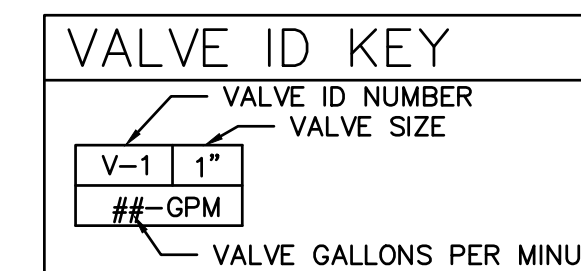 VALVE ID KEY
VALVE ID NUMBER
VALVE SIZE
V-1 1"
##-GPM
VALVE GALLONS PER MINU